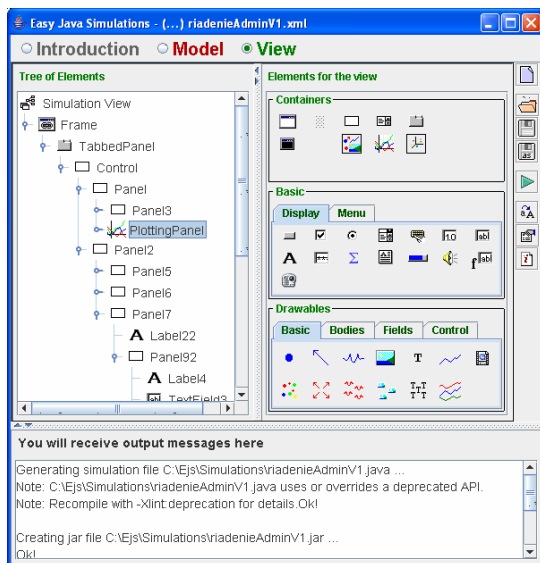 Easy Java Simulations - (...) riadenieAdminV1.xml
Introduction Model View
Tree of Elements
Simulation View
Frame
TabbedPanel
Control
Panel
Panel3
PlottingPanel
Panel2
Panel5
Panel6
Panel7
A Label22
Panel92
A Label4
TextField3
Elements for the view
Containers
Basic
Display Menu
A Σ
Drawables
Basic Bodies Fields Control
T
You will receive output messages here
Generating simulation file C:\Ejs\Simulations\riadenieAdminV1.java ...
Note: C:\Ejs\Simulations\riadenieAdminV1.java uses or overrides a deprecated API.
Note: Recompile with -Xlint:deprecation for details.Ok!
Creating jar file C:\Ejs\Simulations\riadenieAdminV1.jar ...
Ok!